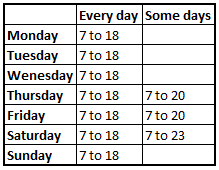 Every day Some days
Monday 7 to 18
Tuesday 7 to 18
Wenesday 7 to 18
Thursday 7 to 18 7 to 20
Friday 7 to 18 7 to 20
Saturday 7 to 18 7 to 23
Sunday 7 to 18